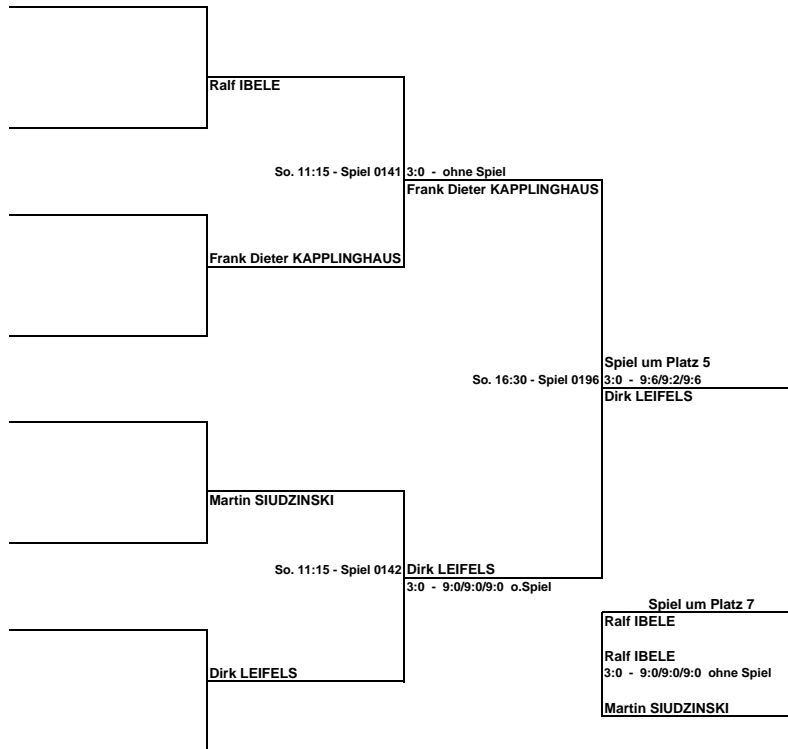 Ralf IBELE
So. 11:15 - Spiel 0141 3:0 - ohne Spiel
Frank Dieter KAPPLINGHAUS
Frank Dieter KAPPLINGHAUS
Spiel um Platz 5
So. 16:30 - Spiel 0196 3:0 - 9:6/9:2/9:6
Dirk LEIFELS
Martin SIUDZINSKI
So. 11:15 - Spiel 0142 Dirk LEIFELS
3:0 - 9:0/9:0/9:0 o.Spiel
Spiel um Platz 7
Ralf IBELE
Ralf IBELE
3:0 - 9:0/9:0/9:0 ohne Spiel
Dirk LEIFELS
Martin SIUDZINSKI